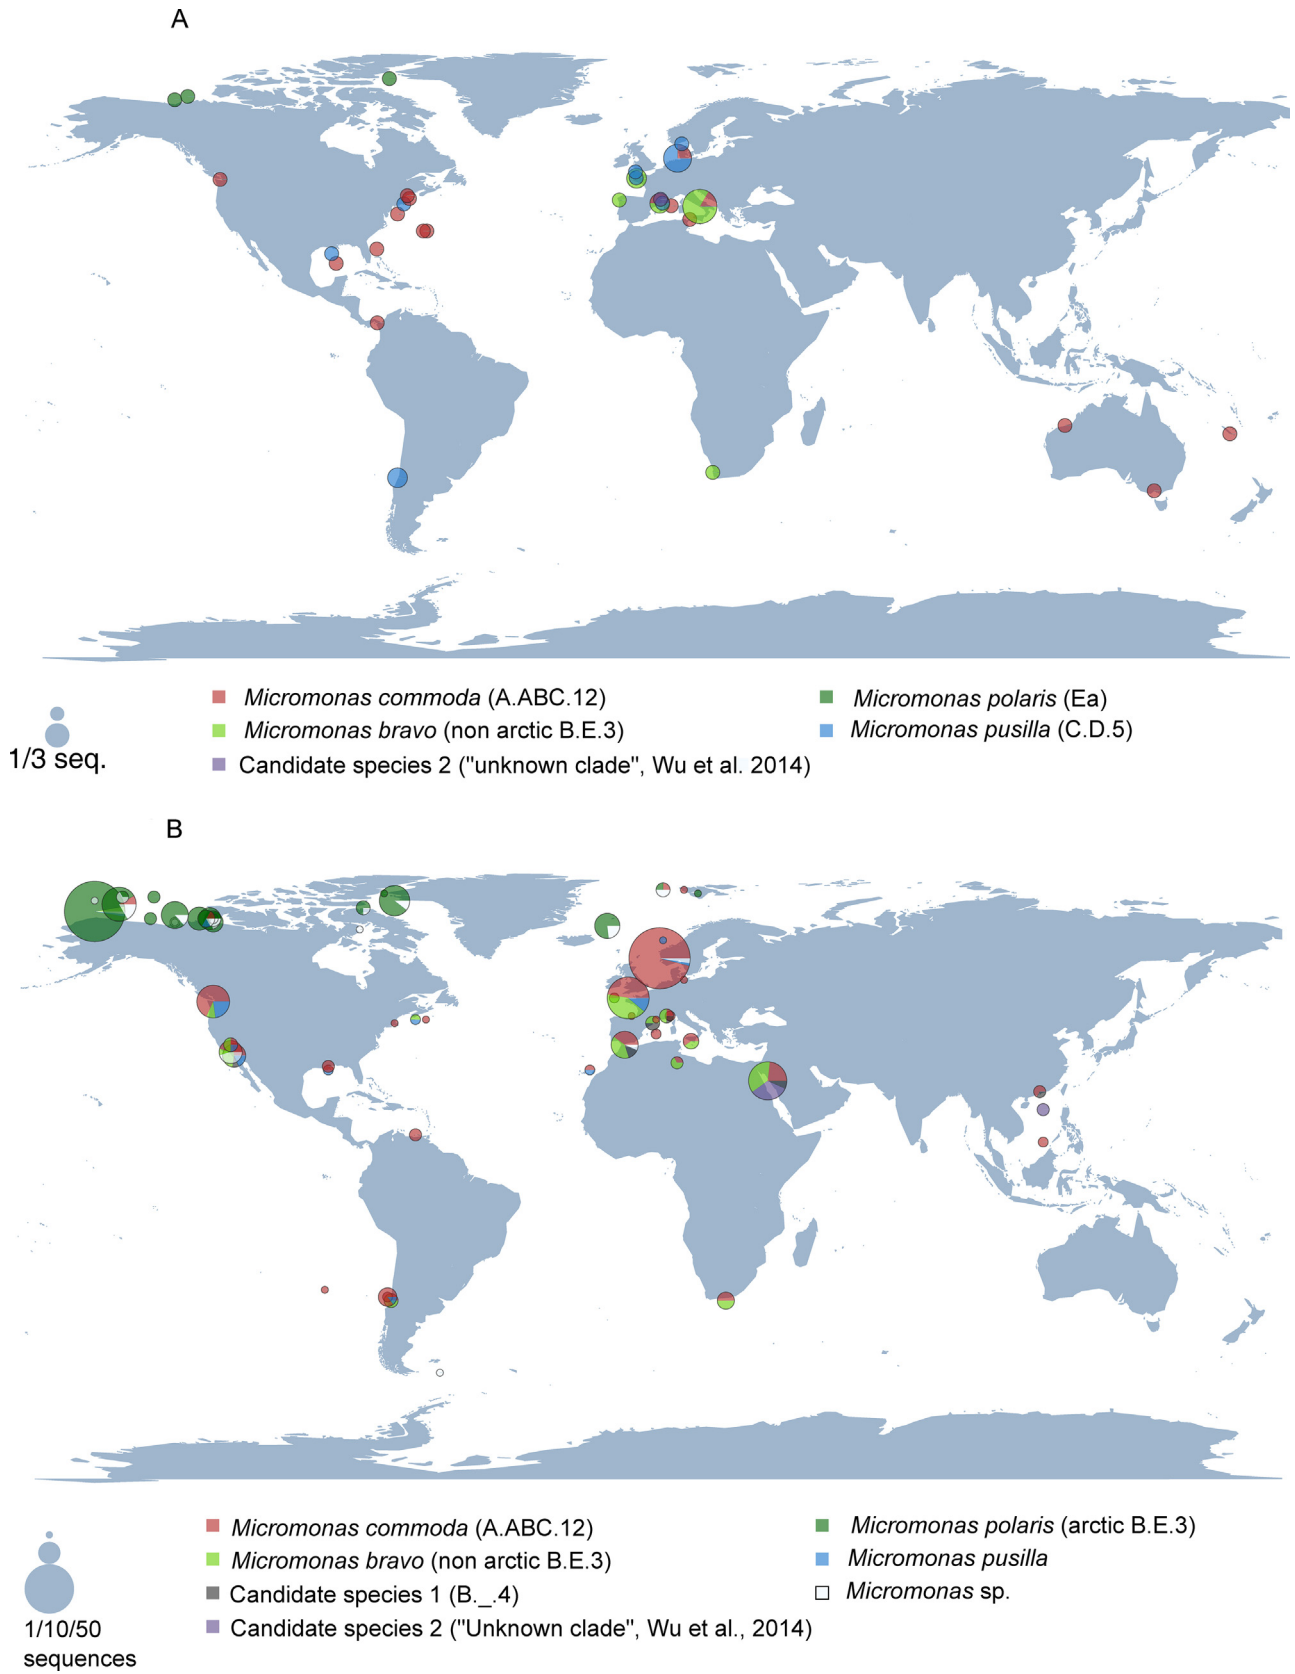 A
Micromonas commoda (A.ABC.12)
Micromonas polaris (Ea)
Micromonas bravo (non arctic B.E.3)
Micromonas pusilla (C.D.5)
1/3 seq.
Candidate species 2 ("unknown clade", Wu et al. 2014)
B
Micromonas commoda (A.ABC.12)
Micromonas polaris (arctic B.E.3)
Micromonas bravo (non arctic B.E.3)
Micromonas pusilla
Candidate species 1 (B._.4)
Micromonas sp.
Candidate species 2 ("Unknown clade", Wu et al., 2014)
1/10/50
sequences